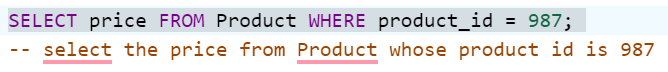 SELECT price FROM Product WHERE product_id = 987;
-- select the price from Product whose product id is 987